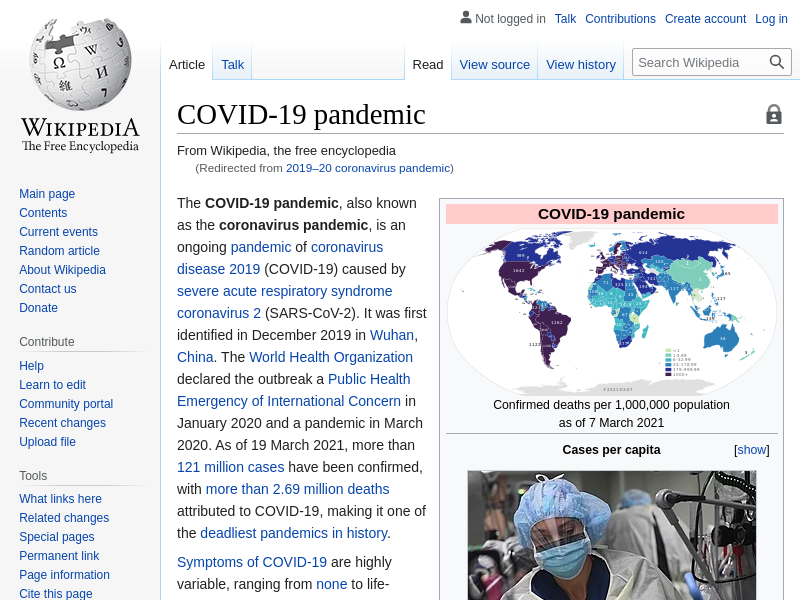 Not logged in Talk Contributions Create account Log in
Article Talk Read View source View history Search Wikipedia
WIKIPEDIA
The Free Encyclopedia
Main page
Contents
Current events
Random article
About Wikipedia
Contact us
Donate
Contribute
Help
Learn to edit
Community portal
Recent changes
Upload file
Tools
What links here
Related changes
Special pages
Permanent link
Page information
Cite this page
COVID-19 pandemic
From Wikipedia, the free encyclopedia
(Redirected from 2019–20 coronavirus pandemic)
The COVID-19 pandemic, also known
as the coronavirus pandemic, is an
ongoing pandemic of coronavirus
disease 2019 (COVID-19) caused by
severe acute respiratory syndrome
coronavirus 2 (SARS-CoV-2). It was first
identified in December 2019 in Wuhan,
China. The World Health Organization
declared the outbreak a Public Health
Emergency of International Concern in
January 2020 and a pandemic in March
2020. As of 19 March 2021, more than
121 million cases have been confirmed,
with more than 2.69 million deaths
attributed to COVID-19, making it one of
the deadliest pandemics in history.
Symptoms of COVID-19 are highly
variable, ranging from none to life-
COVID-19 pandemic
Confirmed deaths per 1,000,000 population
as of 7 March 2021
Cases per capita [show]